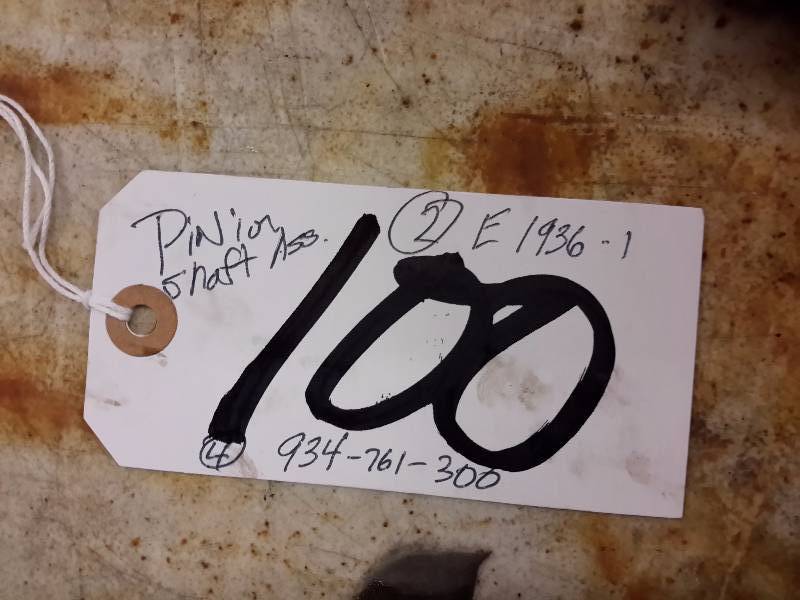 Pinion
Shaft Ass.
2 E 1936-1
100
4 934-761-300